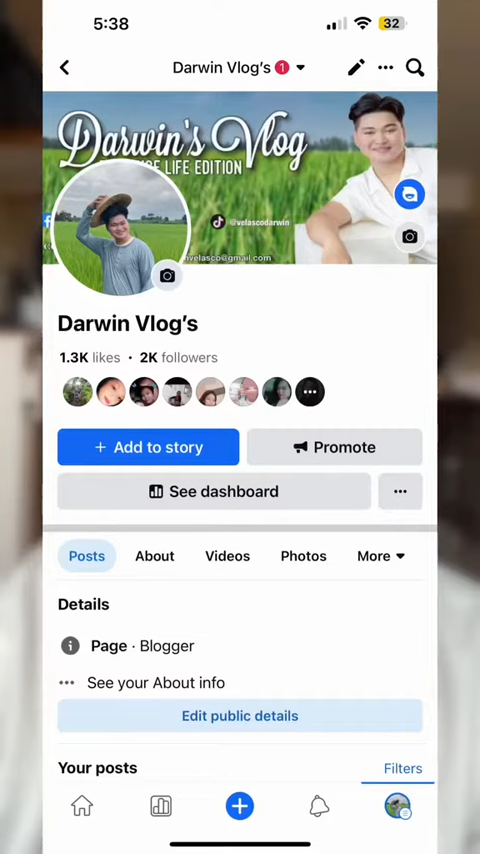 5:38
32
Darwin Vlog's 1
Darwin's Vlog
LIFE EDITION
@velascodarwin
velasco@gmail.com
Darwin Vlog's
1.3K likes • 2K followers
+ Add to story
Promote
See dashboard
Posts
About
Videos
Photos
More
Details
Page · Blogger
See your About info
Edit public details
Your posts
Filters